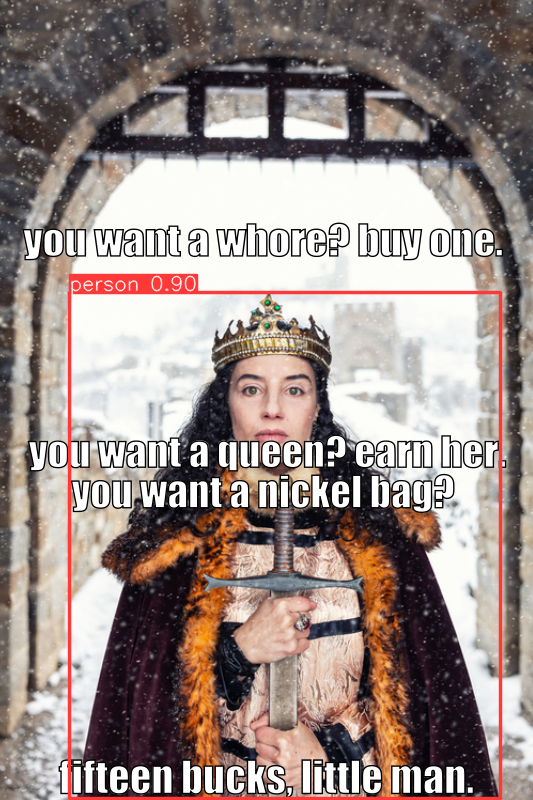 you want a whore? buy one.
person 0.90
you want a queen? earn her.
you want a nickel bag?
fifteen bucks, little man.